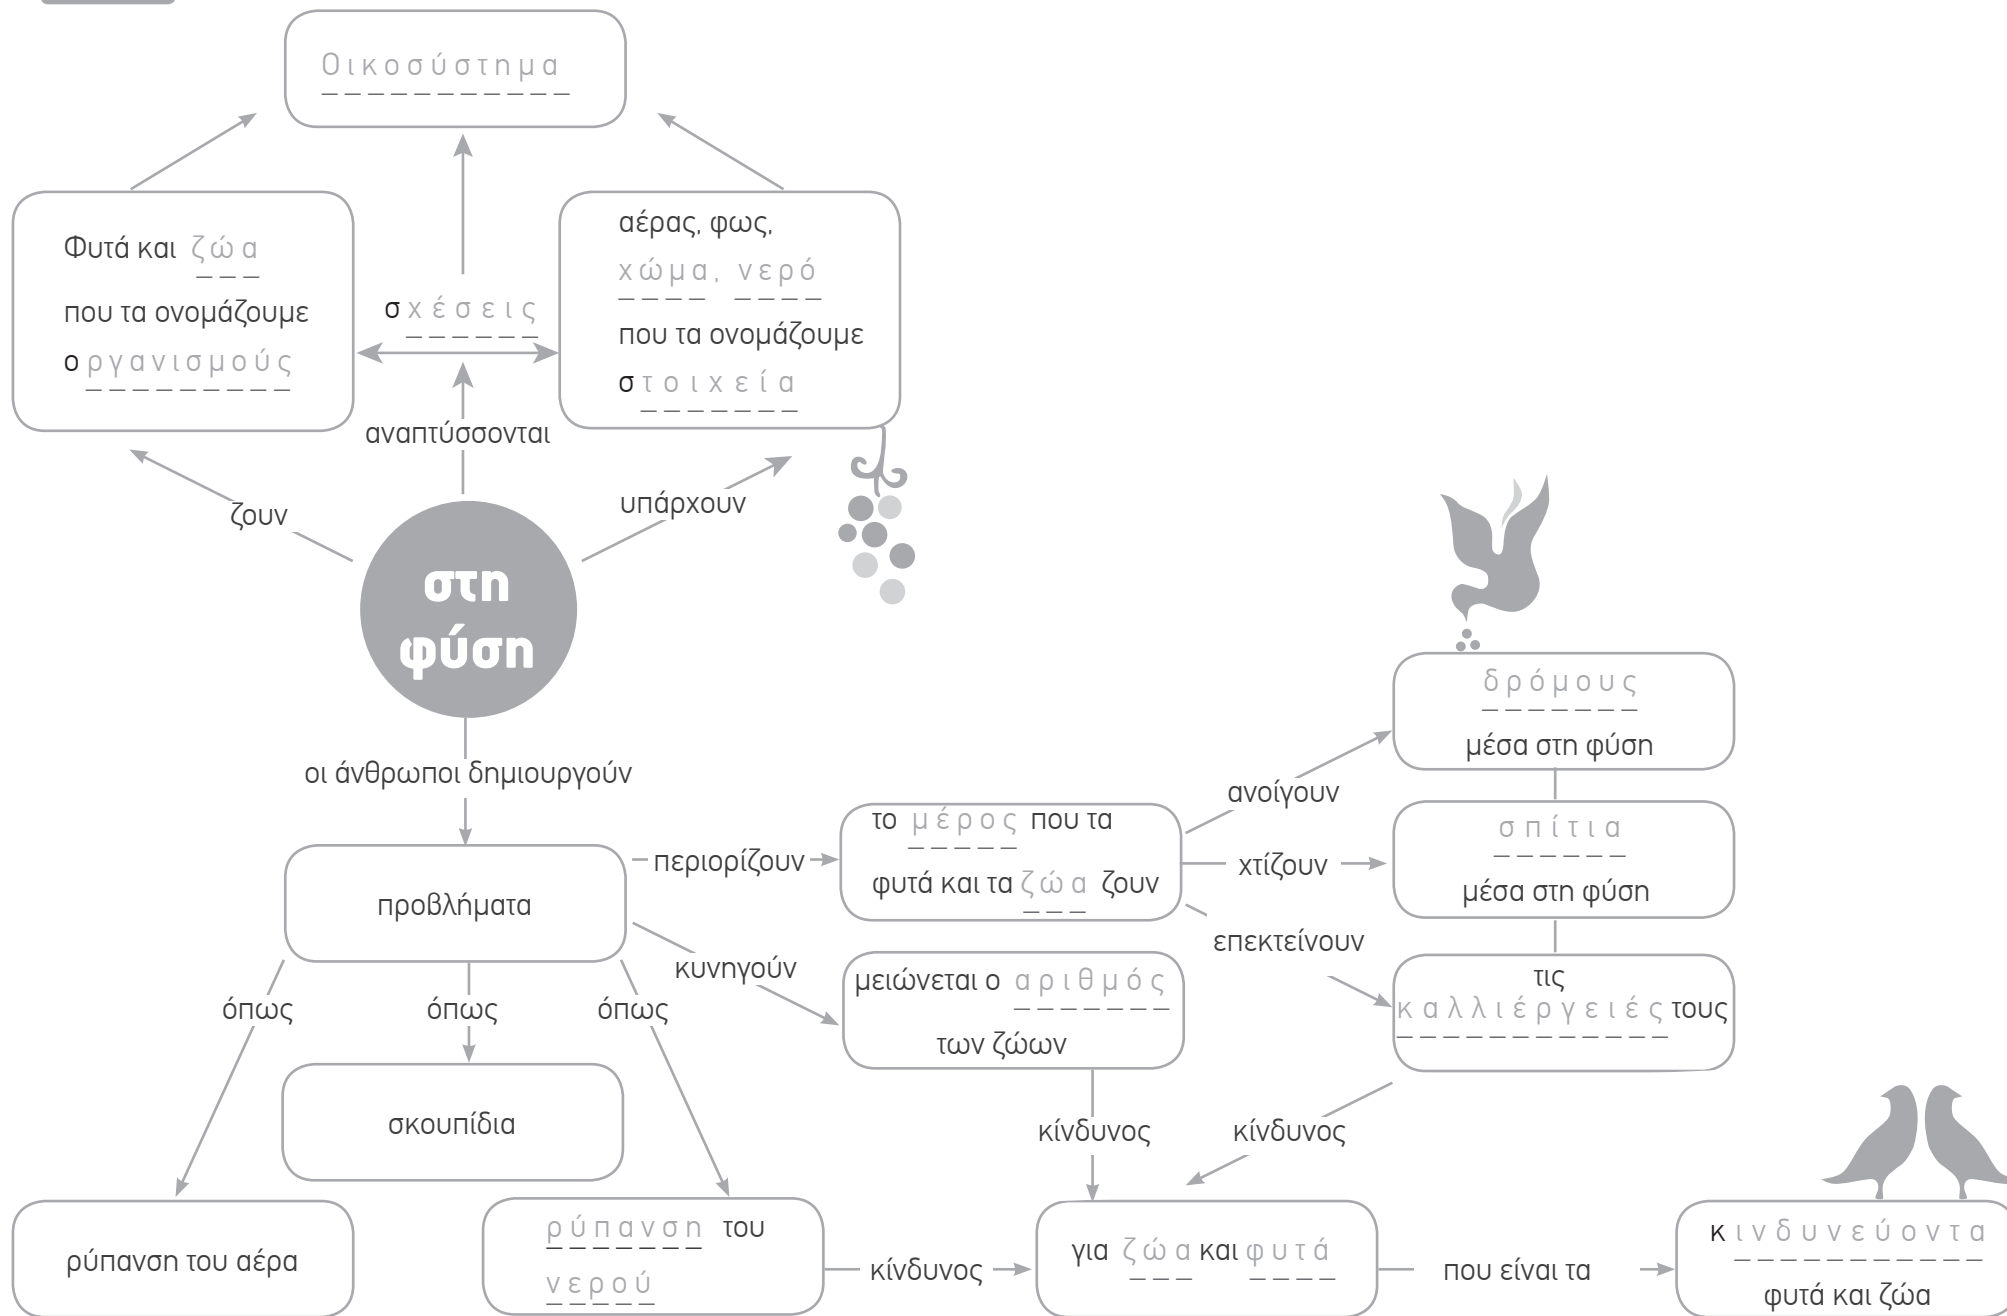 Οικοσύστημα
Φυτά και ζώα
που τα ονομάζουμε
οργανισμούς
σχέσεις
αέρας, φως,
χώμα, νερό
που τα ονομάζουμε
στοιχεία
αναπτύσσονται
ζουν
υπάρχουν
στη
φύση
οι άνθρωποι δημιουργούν
προβλήματα
περιορίζουν
το μέρος που τα
φυτά και τα ζώα ζουν
ανοίγουν
δρόμους
μέσα στη φύση
χτίζουν
σπίτια
μέσα στη φύση
επεκτείνουν
τις
καλλιέργειές τους
κυνηγούν
μειώνεται ο αριθμός
των ζώων
όπως
όπως
όπως
σκουπίδια
ρύπανση του αέρα
ρύπανση του
νερού
κίνδυνος
κίνδυνος
κίνδυνος
για ζώα και φυτά
που είναι τα
κινδυνεύοντα
φυτά και ζώα